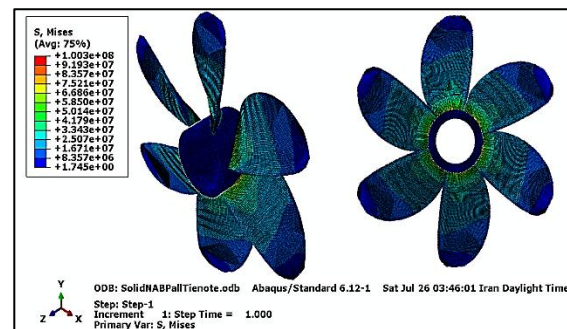 S, Mises
(Avg: 75%)
+1.003e+08
+9.193e+07
+8.357e+07
+7.521e+07
+6.686e+07
+5.850e+07
+5.014e+07
+4.179e+07
+3.343e+07
+2.507e+07
+1.671e+07
+8.357e+06
+1.745e+00
Y
Z X
ODB: SolidNABPallTienote.odb Abaqus/Standard 6.12-1 Sat Jul 26 03:46:01 Iran Daylight Time
Step: Step-1
Increment 1: Step Time = 1.000
Primary Var: S, Mises